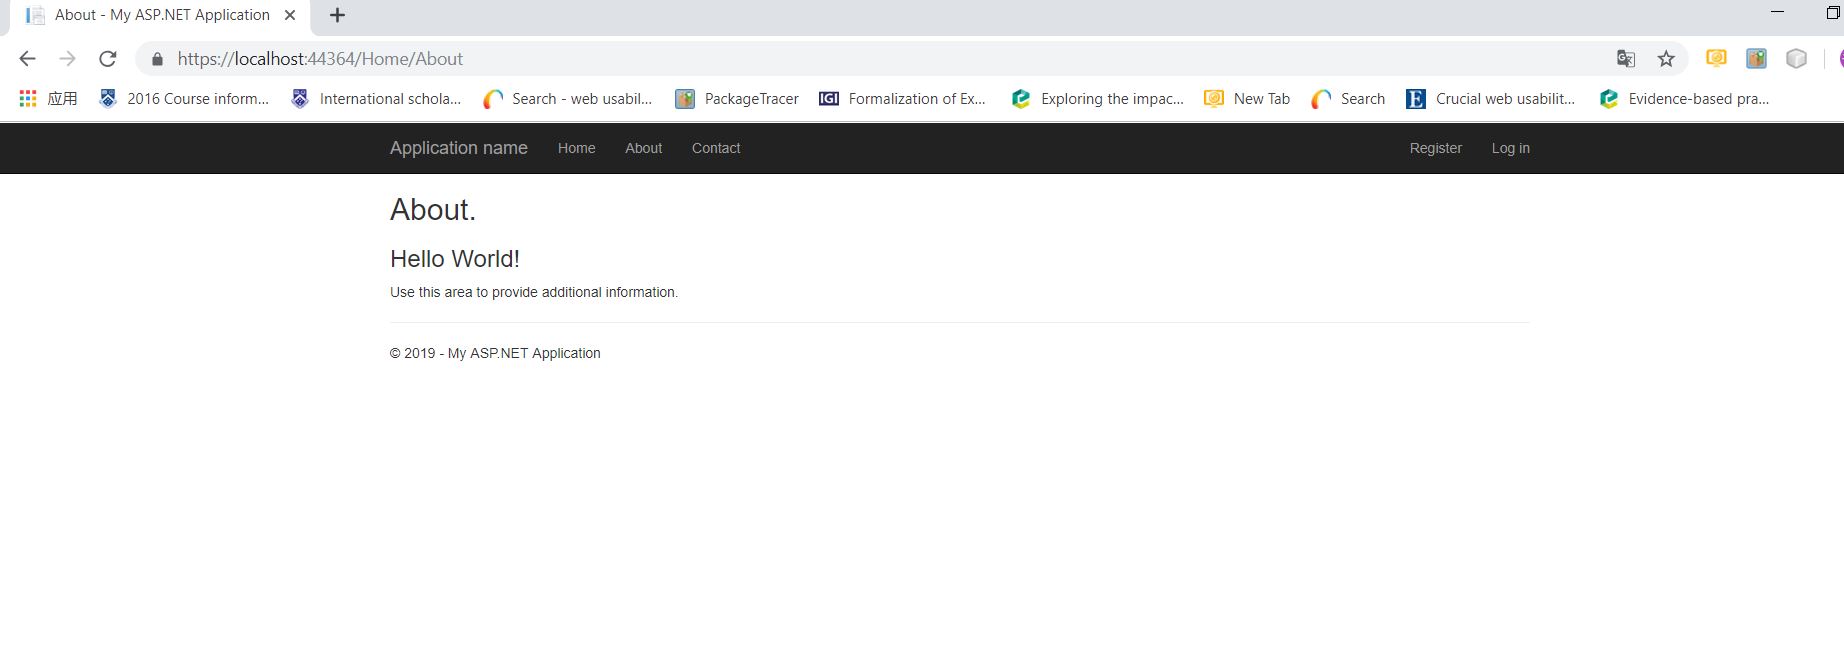 About - My ASP.NET Application
https://localhost:44364/Home/About
应用 2016 Course inform... International schola... Search - web usabil... PackageTracer IGI Formalization of Ex... Exploring the impac... New Tab Search E Crucial web usabilit... Evidence-based pra...
Application name Home About Contact Register Log in
About.
Hello World!
Use this area to provide additional information.
© 2019 - My ASP.NET Application